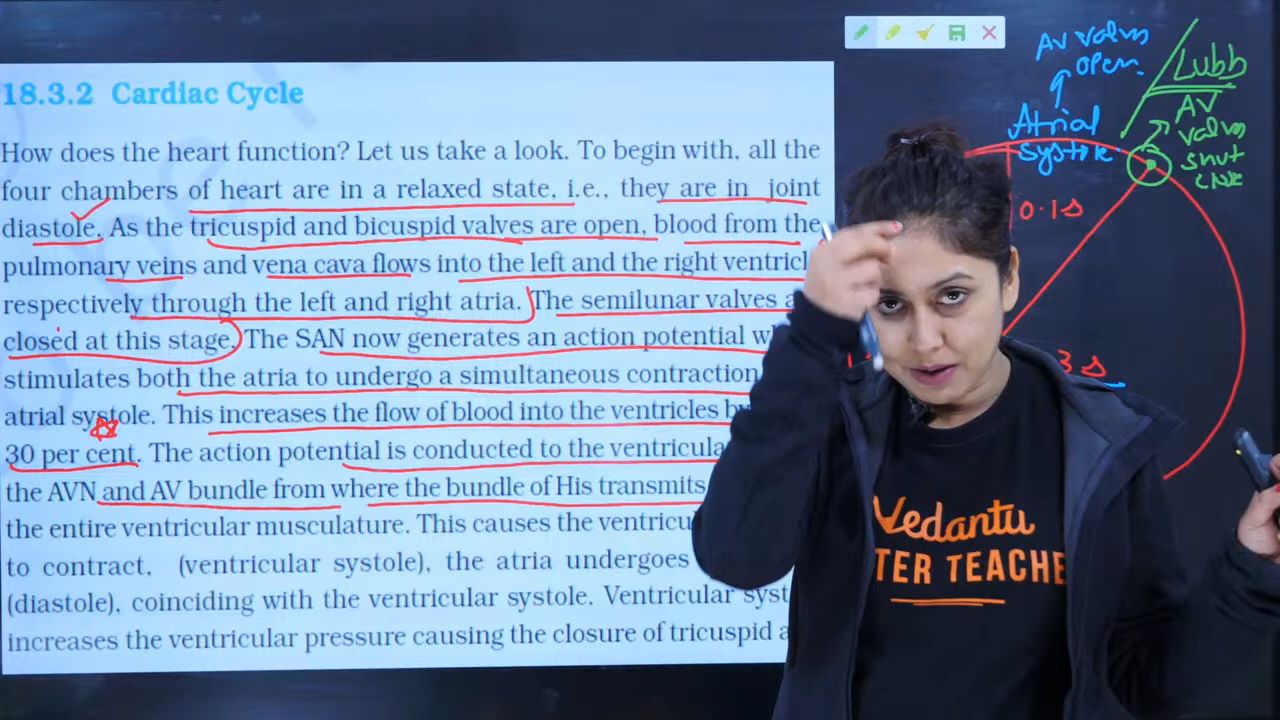 18.3.2 Cardiac Cycle
How does the heart function? Let us take a look. To begin with, all the
four chambers of heart are in a relaxed state, i.e., they are in joint
diastole. As the tricuspid and bicuspid valves are open, blood from the
pulmonary veins and vena cava flows into the left and the right ventricl
respectively through the left and right atria. The semilunar valves a
closed at this stage. The SAN now generates an action potential w
stimulates both the atria to undergo a simultaneous contraction
atrial systole. This increases the flow of blood into the ventricles b
30 per cent. The action potential is conducted to the ventricula
the AVN and AV bundle from where the bundle of His transmits
the entire ventricular musculature. This causes the ventricu
to contract, (ventricular systole), the atria undergoes
(diastole), coinciding with the ventricular systole. Ventricular syst
increases the ventricular pressure causing the closure of tricuspid a
AV valves
open.
Atrial
systole
Lubb
AV
valves
shut
0.1s
3 s
Vedantu
TER TEACHE